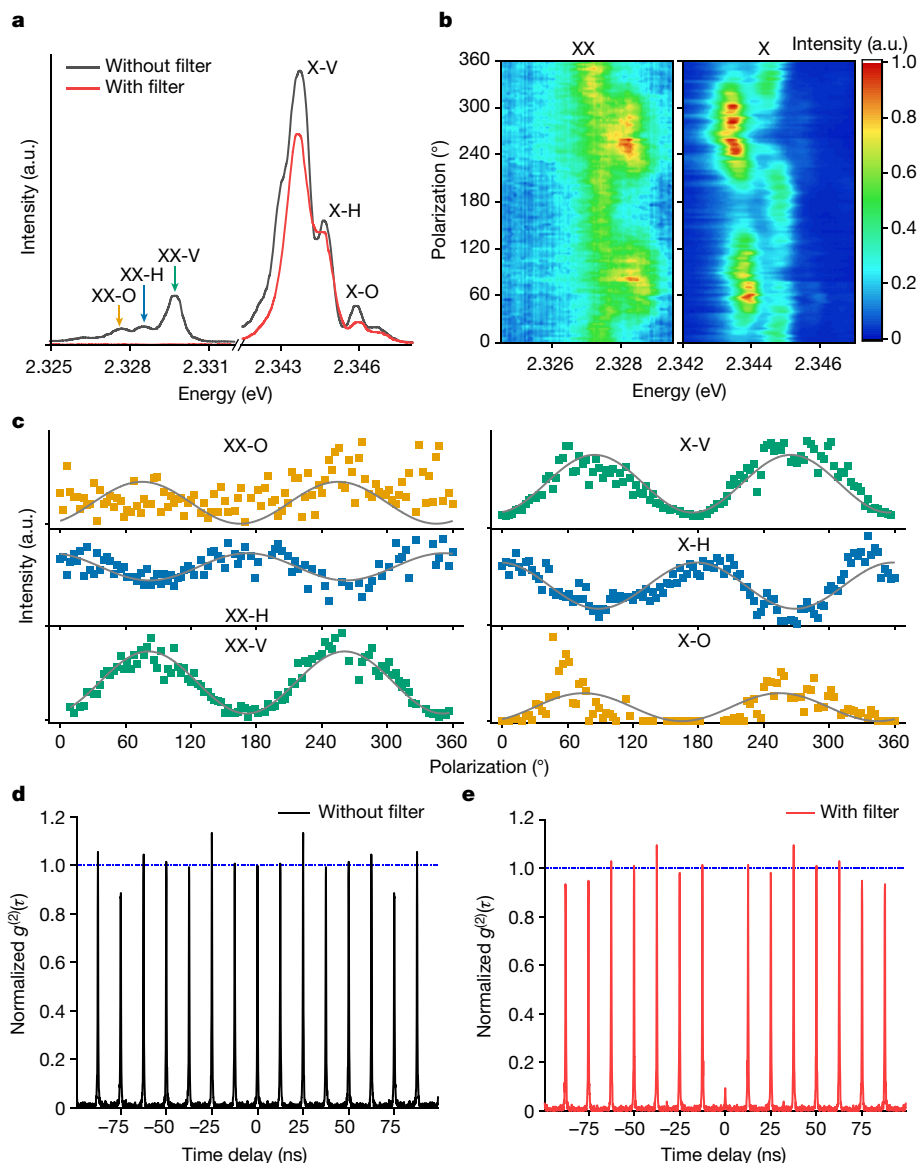 a
Without filter
With filter
X-V
X-H
X-O
XX-V
XX-H
XX-O
Intensity (a.u.)
2.325 2.328 2.331 2.343 2.346
Energy (eV)
b
XX X Intensity (a.u.)
360
300
240
180
120
60
0
Polarization (°)
2.326 2.328 2.342 2.344 2.346
Energy (eV)
1.0
0.8
0.6
0.4
0.2
0
c
XX-O
XX-H
XX-V
X-V
X-H
X-O
Intensity (a.u.)
0 60 120 180 240 300 360
0 60 120 180 240 300 360
Polarization (°)
d
Without filter
1.2
1.0
0.8
0.6
0.4
0.2
0
Normalized g(2)(τ)
−75 −50 −25 0 25 50 75
Time delay (ns)
e
With filter
1.2
1.0
0.8
0.6
0.4
0.2
0
Normalized g(2)(τ)
−75 −50 −25 0 25 50 75
Time delay (ns)